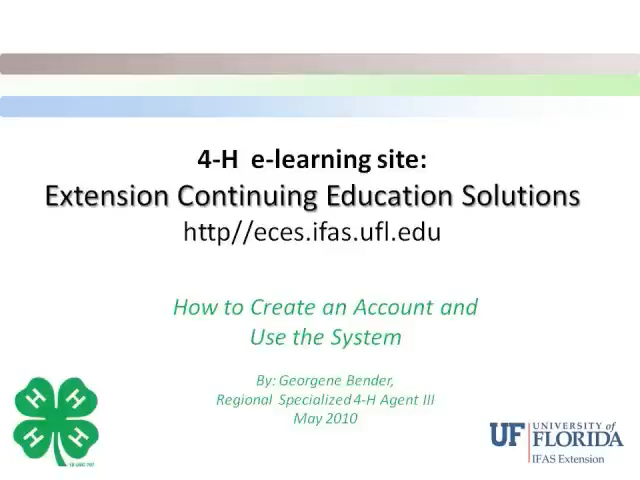 4-H e-learning site:
Extension Continuing Education Solutions
http//eces.ifas.ufl.edu
How to Create an Account and
Use the System
By: Georgene Bender,
Regional Specialized 4-H Agent III
May 2010
H H
H H
UF UNIVERSITY of
FLORIDA
IFAS Extension